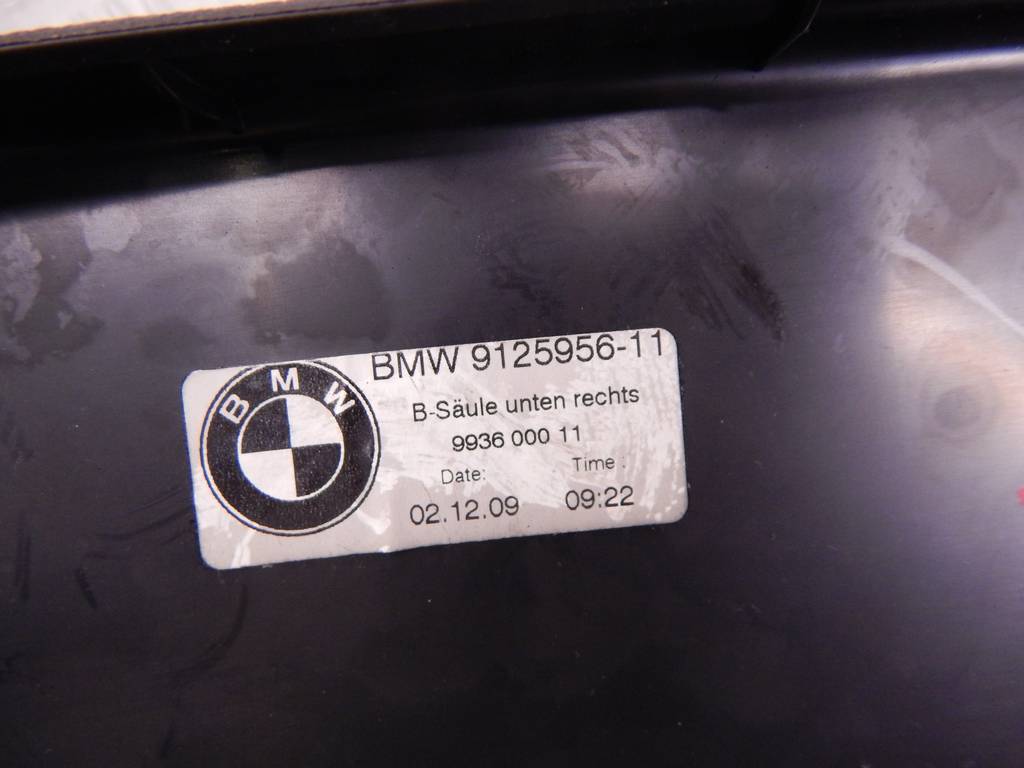 BMW
BMW 9125956-11
B-Säule unten rechts
9936 000 11
Date: Time :
02.12.09 09:22